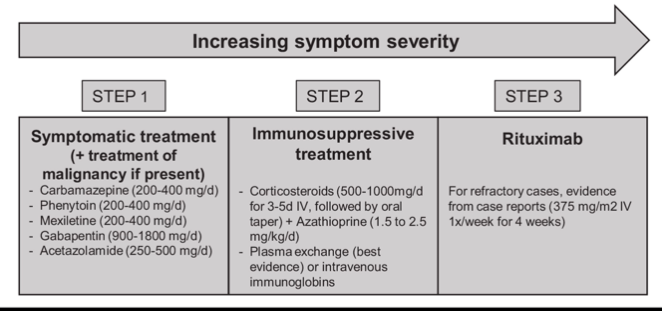 Increasing symptom severity
STEP 1
STEP 2
STEP 3
Symptomatic treatment
(+ treatment of
malignancy if present)
- Carbamazepine (200-400 mg/d)
- Phenytoin (200-400 mg/d)
- Mexiletine (200-400 mg/d)
- Gabapentin (900-1800 mg/d)
- Acetazolamide (250-500 mg/d)
Immunosuppressive
treatment
- Corticosteroids (500-1000mg/d
for 3-5d IV, followed by oral
taper) + Azathioprine (1.5 to 2.5
mg/kg/d)
- Plasma exchange (best
evidence) or intravenous
immunoglobins
Rituximab
For refractory cases, evidence
from case reports (375 mg/m2 IV
1x/week for 4 weeks)